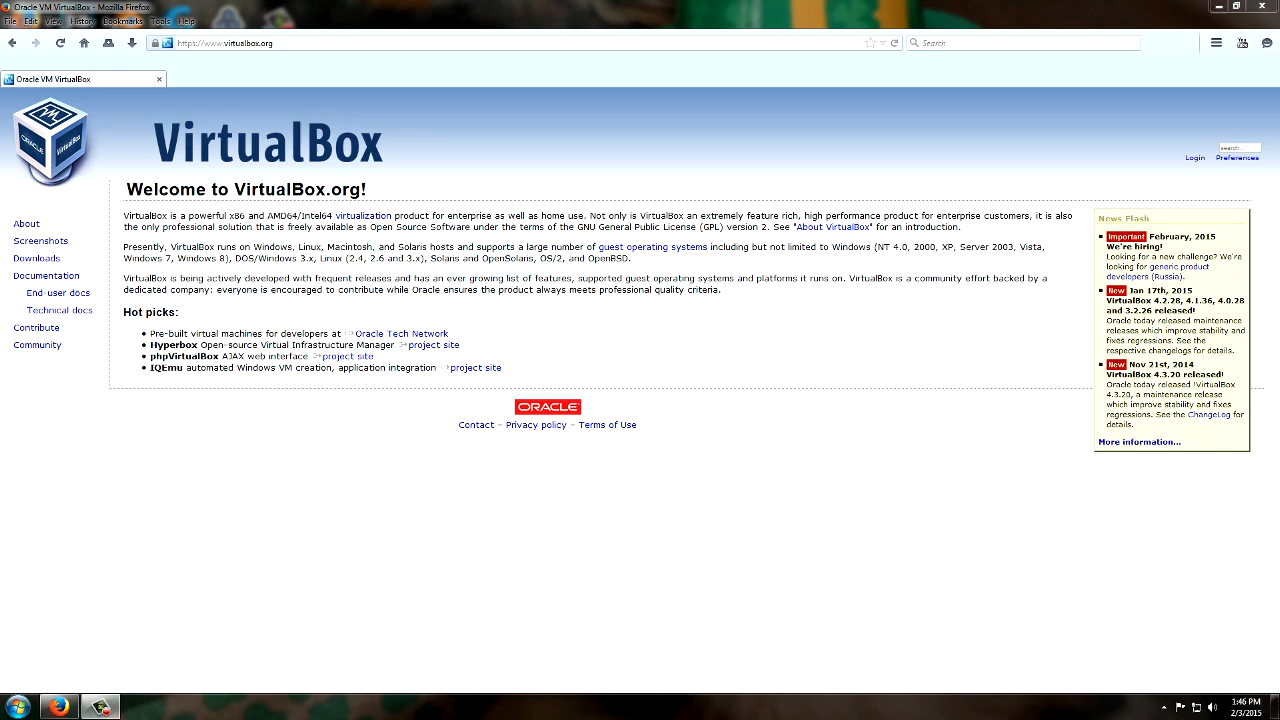 Oracle VM VirtualBox - Mozilla Firefox
File Edit View History Bookmarks Tools Help
https://www.virtualbox.org
Search
You Tube
Oracle VM VirtualBox
ORACLE VirtualBox
VirtualBox
search...
Login Preferences
Welcome to VirtualBox.org!
About
Screenshots
Downloads
Documentation
End-user docs
Technical docs
Contribute
Community
VirtualBox is a powerful x86 and AMD64/Intel64 virtualization product for enterprise as well as home use. Not only is VirtualBox an extremely feature rich, high performance product for enterprise customers, it is also
the only professional solution that is freely available as Open Source Software under the terms of the GNU General Public License (GPL) version 2. See "About VirtualBox" for an introduction.
Presently, VirtualBox runs on Windows, Linux, Macintosh, and Solaris hosts and supports a large number of guest operating systems including but not limited to Windows (NT 4.0, 2000, XP, Server 2003, Vista,
Windows 7, Windows 8), DOS/Windows 3.x, Linux (2.4, 2.6 and 3.x), Solaris and OpenSolaris, OS/2, and OpenBSD.
VirtualBox is being actively developed with frequent releases and has an ever growing list of features, supported guest operating systems and platforms it runs on. VirtualBox is a community effort backed by a
dedicated company: everyone is encouraged to contribute while Oracle ensures the product always meets professional quality criteria.
Hot picks:
Pre-built virtual machines for developers at Oracle Tech Network
Hyperbox Open-source Virtual Infrastructure Manager project site
phpVirtualBox AJAX web interface project site
IQEmu automated Windows VM creation, application integration project site
ORACLE
Contact – Privacy policy – Terms of Use
News Flash
Important February, 2015
We're hiring!
Looking for a new challenge? We're
looking for generic product
developers (Russia).
New Jan 17th, 2015
VirtualBox 4.2.28, 4.1.36, 4.0.28
and 3.2.26 released!
Oracle today released maintenance
releases which improve stability and
fixes regressions. See the
respective changelogs for details.
New Nov 21st, 2014
VirtualBox 4.3.20 released!
Oracle today released !VirtualBox
4.3.20, a maintenance release
which improve stability and fixes
regressions. See the ChangeLog for
details.
More information...
1:46 PM
2/3/2015